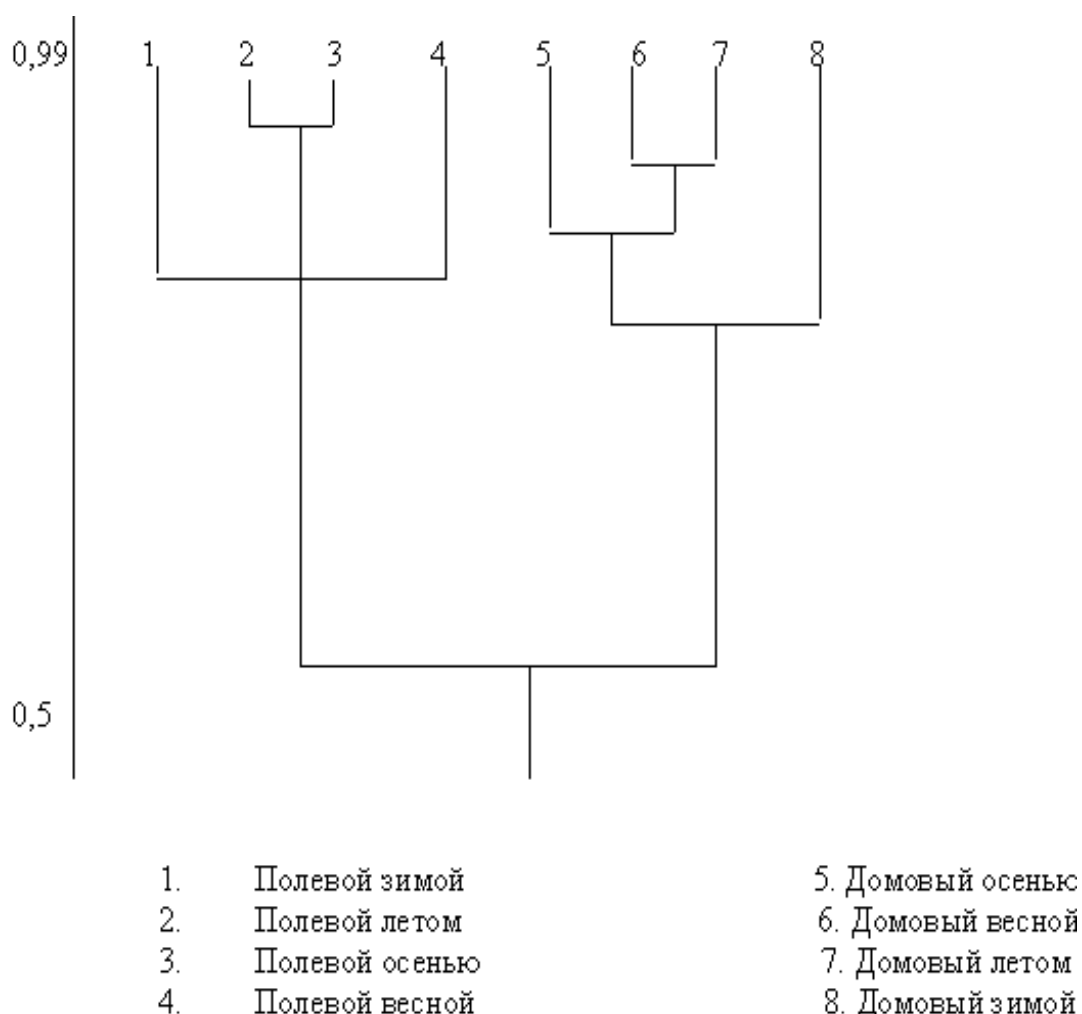 0,99 1 2 3 4 5 6 7 8
0,5
1. Полевой зимой
2. Полевой летом
3. Полевой осенью
4. Полевой весной
5. Домовый осенью
6. Домовый весной
7. Домовый летом
8. Домовый зимой